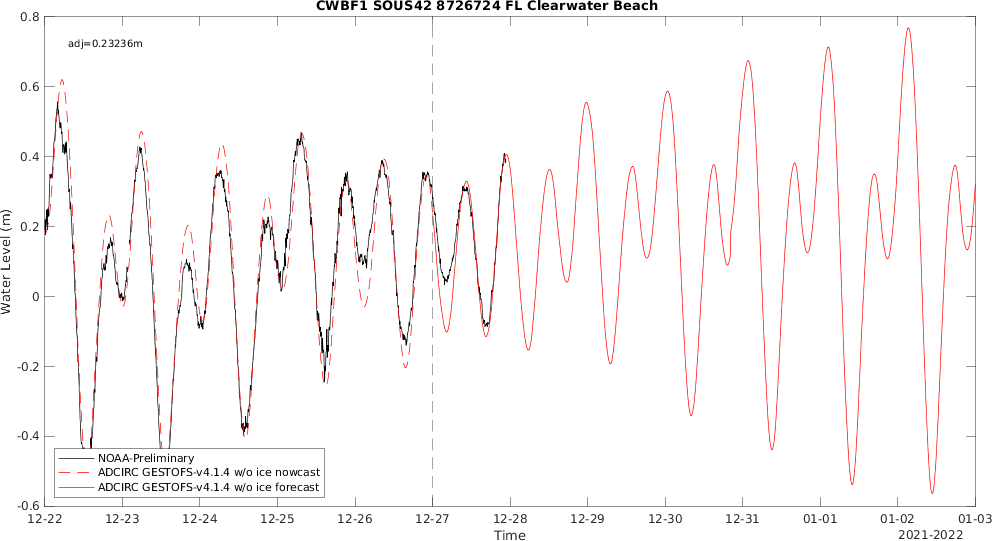 CWBF1 SOUS42 8726724 FL Clearwater Beach
0.8
adj=0.23236m
0.6
0.4
0.2
0
-0.2
-0.4
-0.6
Water Level (m)
NOAA-Preliminary
ADCIRC GESTOFS-v4.1.4 w/o ice nowcast
ADCIRC GESTOFS-v4.1.4 w/o ice forecast
12-22 12-23 12-24 12-25 12-26 12-27 12-28 12-29 12-30 12-31 01-01 01-02 01-03
Time
2021-2022